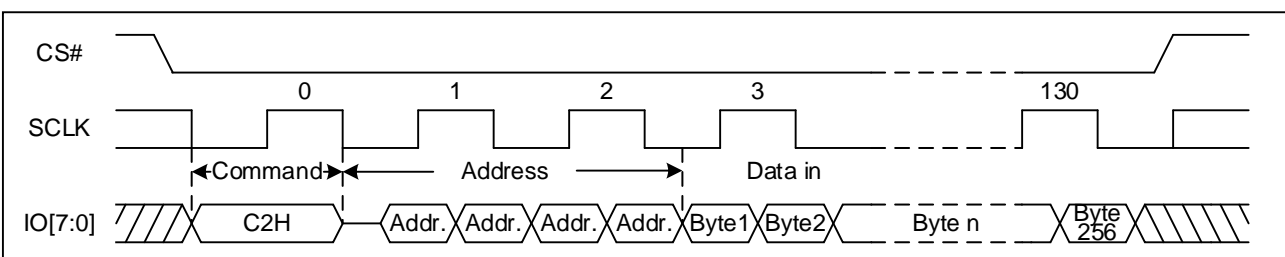 CS#
0 1 2 3 130
SCLK
Command Address Data in
IO[7:0] C2H Addr. Addr. Addr. Addr. Byte1 Byte2 Byte n Byte
256